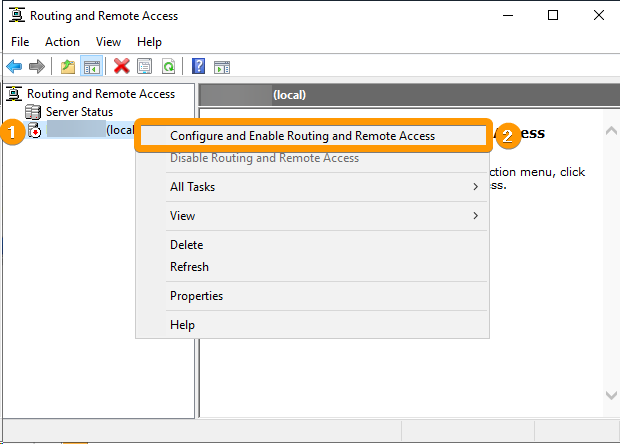 Routing and Remote Access
File Action View Help
Routing and Remote Access
(local)
Server Status
1 (loca
Configure and Enable Routing and Remote Access 2 ess
Disable Routing and Remote Access
ction menu, click
ss.
All Tasks
View
Delete
Refresh
Properties
Help